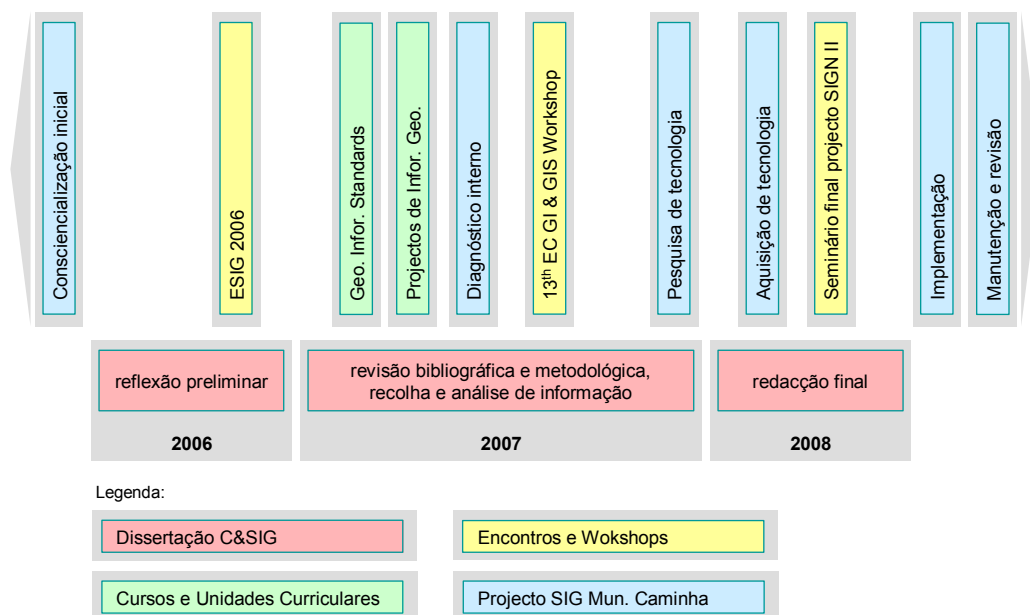 Consciencialização inicial
ESIG 2006
Geo. Infor. Standards
Projectos de Infor. Geo.
Diagnóstico interno
13th EC GI & GIS Workshop
Pesquisa de tecnologia
Aquisição de tecnologia
Seminário final projecto SIGN II
Implementação
Manutenção e revisão
reflexão preliminar
revisão bibliográfica e metodológica,
recolha e análise de informação
redacção final
2006
2007
2008
Legenda:
Dissertação C&SIG
Encontros e Wokshops
Cursos e Unidades Curriculares
Projecto SIG Mun. Caminha